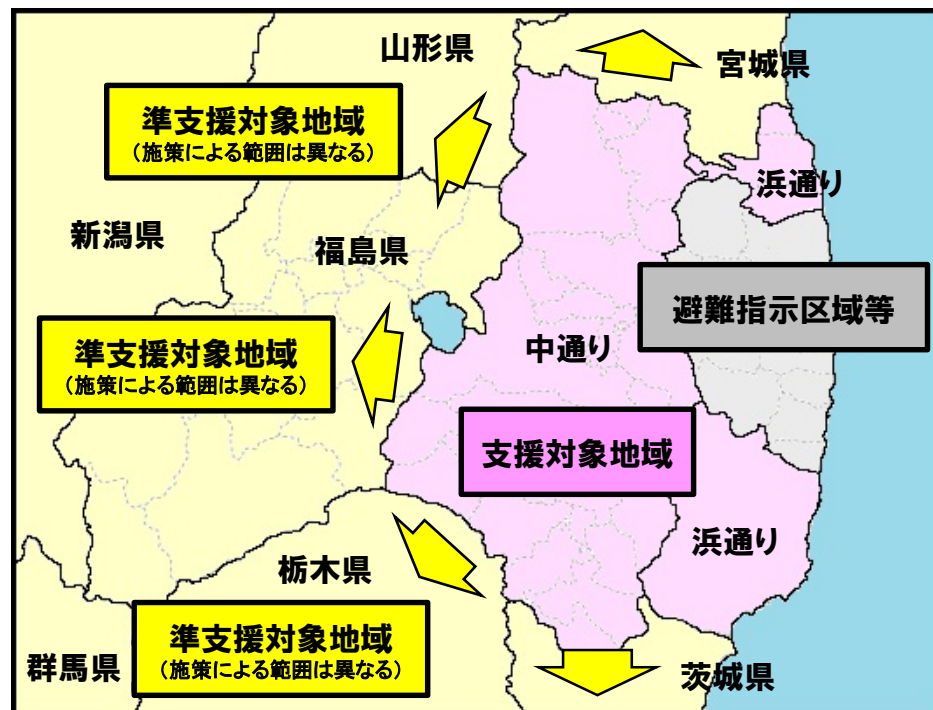 山形県
宮城県
準支援対象地域
（施策による範囲は異なる）
浜通り
新潟県
福島県
避難指示区域等
準支援対象地域
（施策による範囲は異なる）
中通り
支援対象地域
浜通り
栃木県
準支援対象地域
（施策による範囲は異なる）
群馬県
茨城県